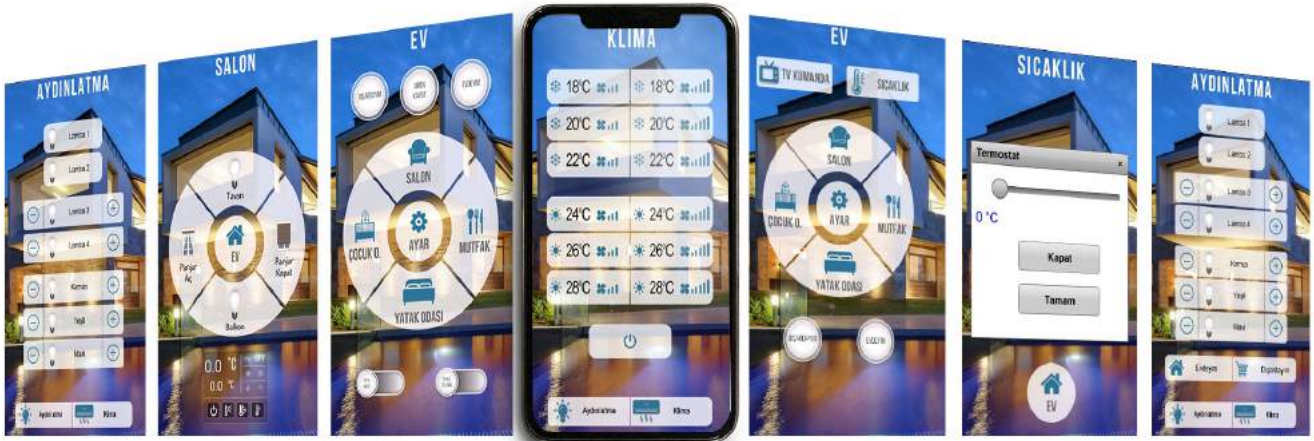 AYDINLATMA
Lamba 1
Lamba 2
Lamba 3
Lamba 4
Kırmızı
Yeşil
Mavi
Aydınlatma
Klima
SALON
Tavan
Panjur
Aç
EV
Panjur
Kapat
Balkon
0.0 °C
0.0 °C
EV
SALON
ÇOCUK O.
AYAR
MUTFAK
YATAK ODASI
KLIMA
18°C 18°C
20°C 20°C
22°C 22°C
24°C 24°C
26°C 26°C
28°C 28°C
Aydınlatma Klima
EV
TV KUMANDA
SICAKLIK
SALON
ÇOCUK O.
AYAR
MUTFAK
YATAK ODASI
SICAKLIK
Termostat ×
0 °C
Kapat
Tamam
EV
AYDINLATMA
Lamba 1
Lamba 2
Lamba 3
Lamba 4
Kırmızı
Yeşil
Mavi
Evdeyim
Dışardayım
Aydınlatma
Klima